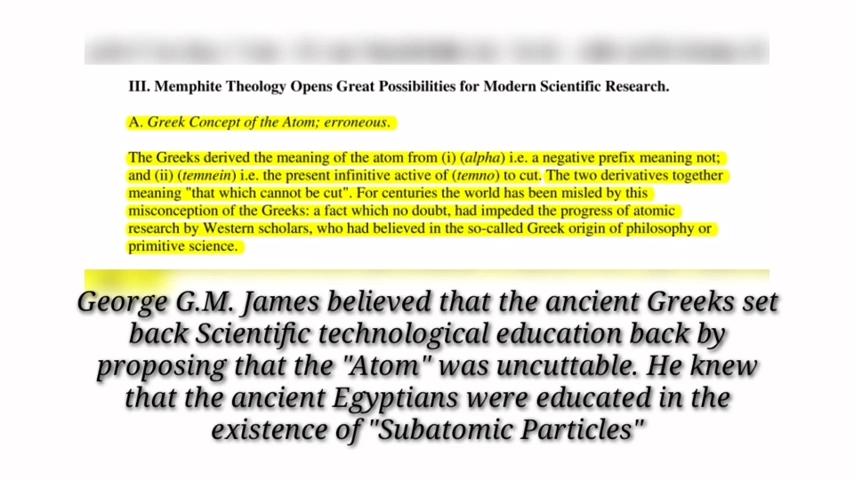 III. Memphite Theology Opens Great Possibilities for Modern Scientific Research.
A. Greek Concept of the Atom; erroneous.
The Greeks derived the meaning of the atom from (i) (alpha) i.e. a negative prefix meaning not;
and (ii) (temnein) i.e. the present infinitive active of (temno) to cut. The two derivatives together
meaning "that which cannot be cut". For centuries the world has been misled by this
misconception of the Greeks: a fact which no doubt, had impeded the progress of atomic
research by Western scholars, who had believed in the so-called Greek origin of philosophy or
primitive science.
George G.M. James believed that the ancient Greeks set
back Scientific technological education back by
proposing that the "Atom" was uncuttable. He knew
that the ancient Egyptians were educated in the
existence of "Subatomic Particles"